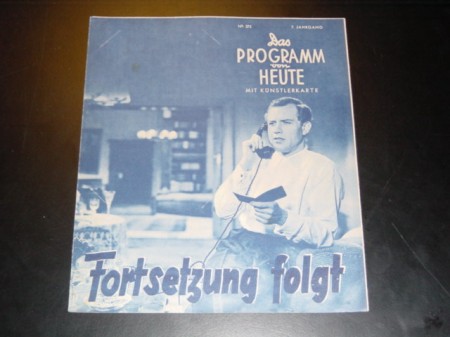 Das
PROGRAMM
von
HEUTE
MIT KÜNSTLERKARTE
Fortsetzung folgt